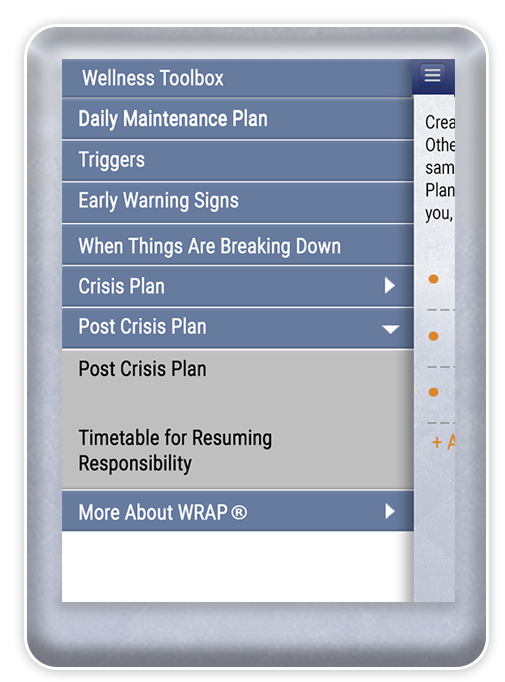 Wellness Toolbox
Daily Maintenance Plan
Triggers
Early Warning Signs
When Things Are Breaking Down
Crisis Plan
Post Crisis Plan
Post Crisis Plan
Timetable for Resuming
Responsibility
More About WRAP®
Crea
Othe
sam
Plan
you,
+ A